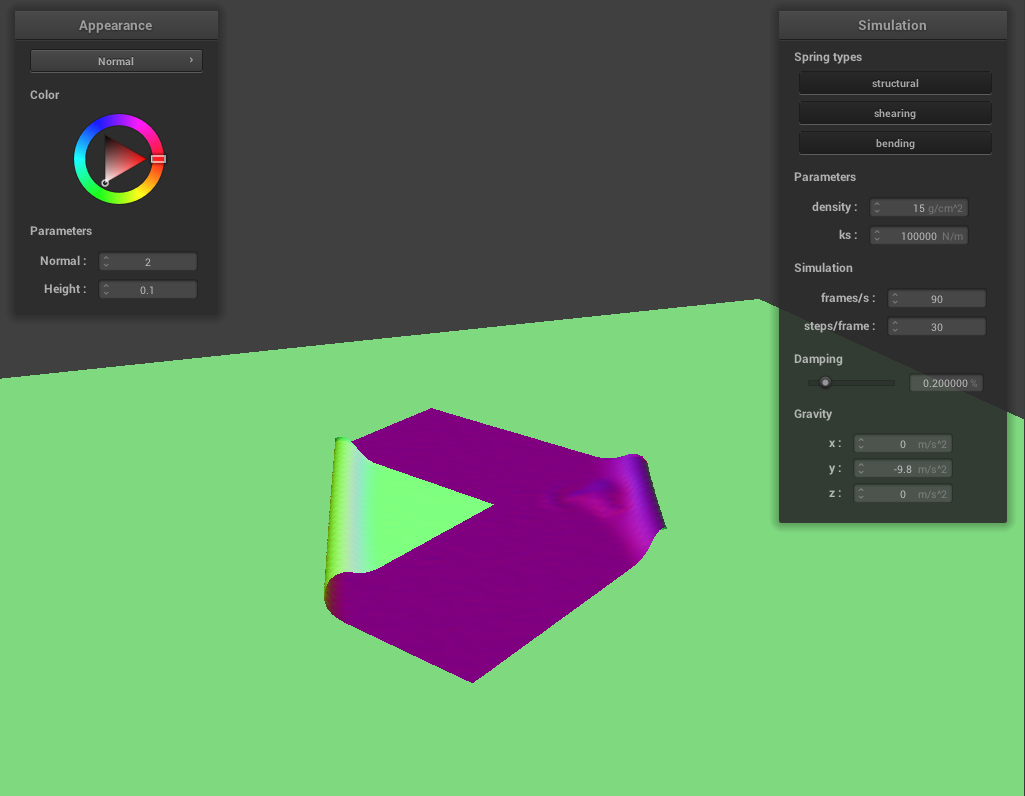 Appearance
Normal
Color
Parameters
Normal : 2
Height : 0.1
Simulation
Spring types
structural
shearing
bending
Parameters
density : 15 g/cm^2
ks : 100000 N/m
Simulation
frames/s : 90
steps/frame : 30
Damping
0.200000 %
Gravity
x : 0 m/s^2
y : -9.8 m/s^2
z : 0 m/s^2